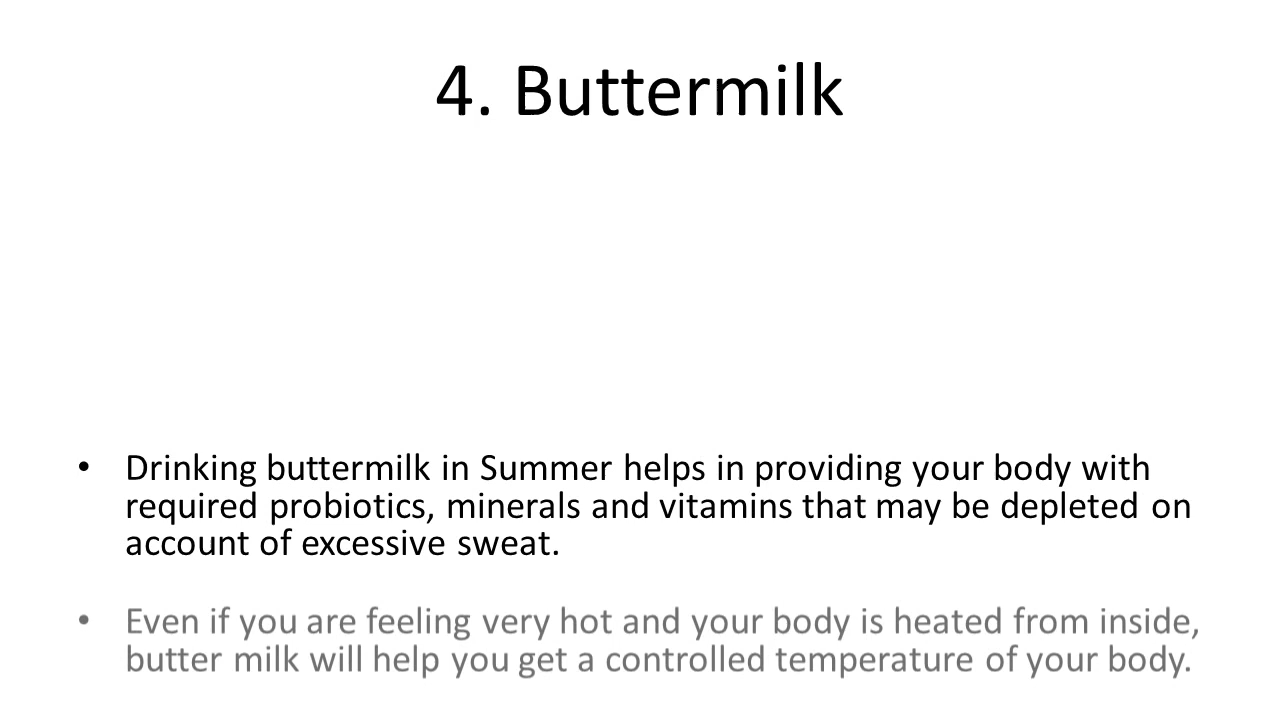 4. Buttermilk
• Drinking buttermilk in Summer helps in providing your body with
required probiotics, minerals and vitamins that may be depleted on
account of excessive sweat.
• Even if you are feeling very hot and your body is heated from inside,
butter milk will help you get a controlled temperature of your body.